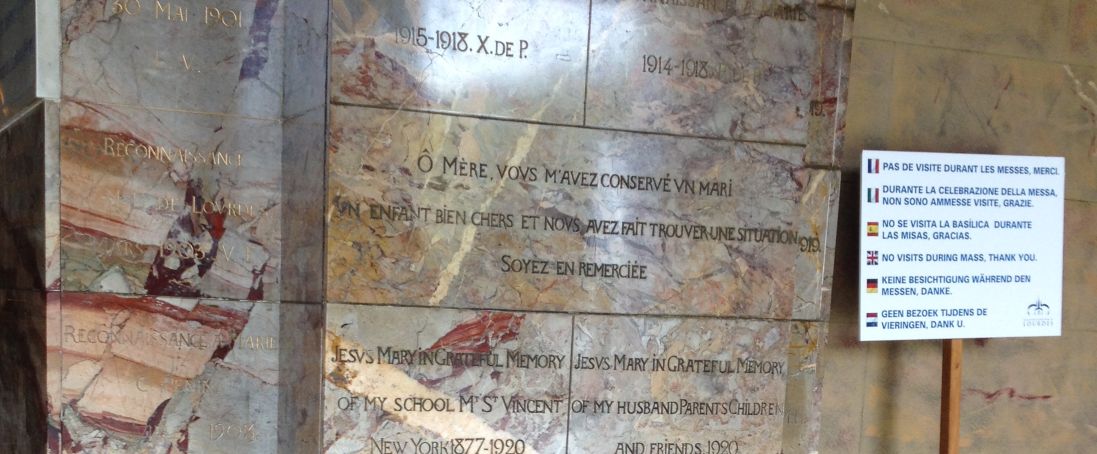 30 MAI 1901
V.
RECONNAISSANCE
DE LOVRDES
RECONNAISSANCE À MARIE
1915-1918. X. DE P.
1914-1918.
Ô MÈRE, VOVS M'AVEZ CONSERVÉ VN MARI
VN ENFANT BIEN CHERS ET NOVS AVEZ FAIT TROUVER UNE SITUATION
SOYEZ EN REMERCIÉE
919.
19.
JESVS MARY IN GRATEFUL MEMORY
OF MY SCHOOL MT ST VINCENT
NEW YORK 1877-1920
JESVS MARY IN GRATEFUL MEMORY
OF MY HUSBAND PARENTS CHILDREN
AND FRIENDS. 1920
PAS DE VISITE DURANT LES MESSES, MERCI.
DURANTE LA CELEBRAZIONE DELLA MESSA,
NON SONO AMMESSE VISITE, GRAZIE.
NO SE VISITA LA BASÍLICA DURANTE
LAS MISAS, GRACIAS.
NO VISITS DURING MASS, THANK YOU.
KEINE BESICHTIGUNG WÄHREND DEN
MESSEN, DANKE.
GEEN BEZOEK TIJDENS DE
VIERINGEN, DANK U.
LOURDES